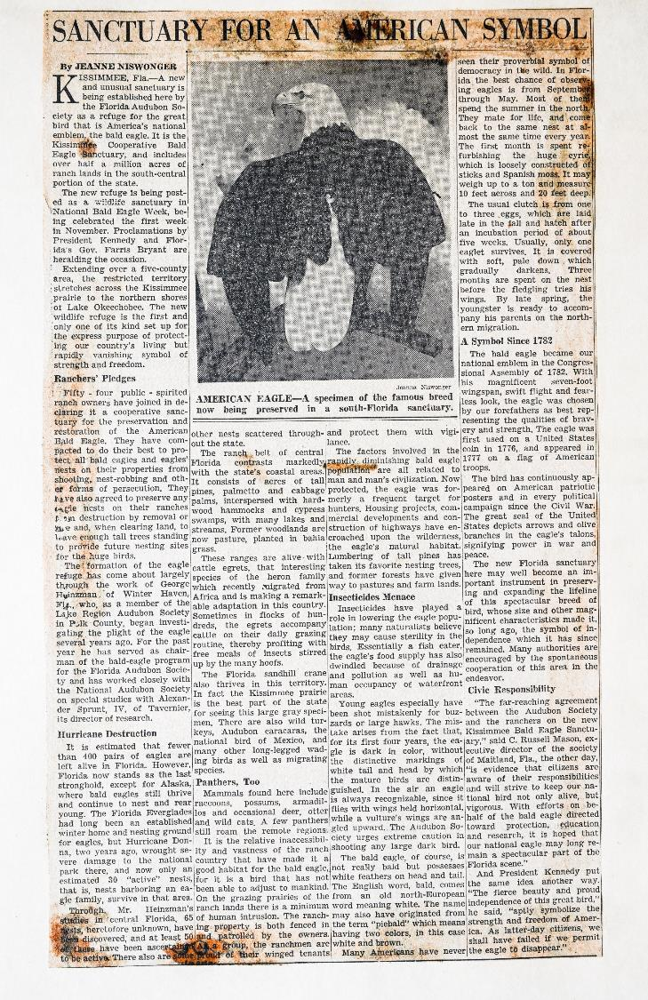 SANCTUARY FOR AN AMERICAN SYMBOL
By JEANNE NISWONGER
KISSIMMEE, Fla.—A new
and unusual sanctuary is
being established here by
the Florida Audubon So-
ciety as a refuge for the great
bird that is America's national
emblem, the bald eagle. It is the
Kissimmee Cooperative Bald
Eagle Sanctuary, and includes
over half a million acres of
ranch lands in the south-central
portion of the state.
The new refuge is being post-
ed as a wildlife sanctuary in
National Bald Eagle Week, be-
ing celebrated the first week
in November. Proclamations by
President Kennedy and Flor-
ida's Gov. Farris Bryant are
heralding the occasion.
Extending over a five-county
area, the restricted territory
stretches across the Kissimmee
prairie to the northern shores
of Lake Okeechobee. The new
wildlife refuge is the first and
only one of its kind set up for
the express purpose of protect-
ing our country's living but
rapidly vanishing symbol of
strength and freedom.
Ranchers' Pledges
Fifty - four public - spirited
ranch owners have joined in de-
claring it a cooperative sanc-
tuary for the preservation and
restoration of the American
Bald Eagle. They have com-
pacted to do their best to pro-
tect all bald eagles and eagles'
nests on their properties from
shooting, nest-robbing and oth-
er forms of persecution. They
have also agreed to preserve any
eagle nests on their ranches
from destruction by removal or
and, when clearing land, to
leave enough tall trees standing
to provide future nesting sites
for the huge birds.
The formation of the eagle
refuge has come about largely
through the work of George
Heinzman of Winter Haven,
Fla., who, as a member of the
Lake Region Audubon Society
in Polk County, began investi-
gating the plight of the eagle
several years ago. For the past
year he has served as chair-
man of the bald-eagle program
for the Florida Audubon Socie-
ty and has worked closely with
the National Audubon Society
on special studies with Alexan-
der Sprunt, IV, of Tavernier,
its director of research.
Hurricane Destruction
It is estimated that fewer
than 400 pairs of eagles are
left alive in Florida. However,
Florida now stands as the last
stronghold, except for Alaska,
where bald eagles still thrive
and continue to nest and rear
young. The Florida Everglades
had long been an established
winter home and nesting ground
for eagles, but Hurricane Don-
na, two years ago, wrought se-
vere damage to the national
park there, and now only an
estimated 30 "active" nests,
that is, nests harboring an ea-
gle family, survive in that area.
Through Mr. Heinzman's
studies in central Florida, 65
nests, heretofore unknown, have
been discovered, and at least 50
of these have been ascertained
to be active. There also are
American Eagle photo credit: Joanna Niswonger
AMERICAN EAGLE—A specimen of the famous breed
now being preserved in a south-Florida sanctuary.
other nests scattered through-
out the state.
The ranch belt of central
Florida contrasts markedly
with the state's coastal areas.
It consists of acres of tall
pines, palmetto and cabbage
palms, interspersed with hard-
wood hammocks and cypress
swamps, with many lakes and
streams. Former woodlands are
now pasture, planted in bahia
grass.
These ranges are alive with
cattle egrets, that interesting
species of the heron family
which recently migrated from
Africa and is making a remark-
able adaptation in this country.
Sometimes in flocks of hun-
dreds, the egrets accompany
cattle on their daily grazing
routine, thereby profiting with
free meals of insects stirred
up by the many hoofs.
The Florida sandhill crane
also thrives in this territory.
In fact the Kissimmee prairie
is the best part of the state
for seeing this large gray speci-
men. There are also wild tur-
keys, Audubon caracaras, the
national bird of Mexico, and
many other long-legged wad-
ing birds as well as migrating
species.
Panthers, Too
Mammals found here include
raccoons, possums, armadil-
los and occasional deer, otter
and wild cats. A few panthers
still roam the remote regions.
It is the relative inaccessibil-
ity and vastness of the ranch
country that have made it a
good habitat for the bald eagle,
for it is a bird that has not
been able to adjust to mankind.
On the grazing prairies of the
ranch lands there is a minimum
of human intrusion. The ranch-
ing property is both fenced in
and patrolled by the owners.
As a group, the ranchmen are
proud of their winged tenants
and protect them with vigi-
lance.
The factors involved in the
rapidly diminishing bald eagle
population are all related to
man and man's civilization. Now
protected, the eagle was for-
merly a frequent target for
hunters. Housing projects, com-
mercial developments and con-
struction of highways have en-
croached upon the wilderness,
the eagle's natural habitat.
Lumbering of tall pines has
taken its favorite nesting trees,
and former forests have given
way to pastures and farm lands.
Insecticides Menace
Insecticides have played a
role in lowering the eagle popu-
lation; many naturalists believe
they may cause sterility in the
birds. Essentially a fish eater,
the eagle's food supply has also
dwindled because of drainage
and pollution as well as hu-
man occupancy of waterfront
areas.
Young eagles especially have
been shot mistakenly for buz-
zards or large hawks. The mis-
take arises from the fact that,
for its first four years, the ea-
gle is dark in color, without
the distinctive markings of
white tail and head by which
the mature birds are distin-
guished. In the air an eagle
is always recognizable, since it
flies with wings held horizontal,
while a vulture's wings are an-
gled upward. The Audubon So-
ciety urges extreme caution in
shooting any large dark bird.
The bald eagle, of course, is
not really bald but possesses
white feathers on head and tail.
The English word, bald, comes
from an old north-European
word meaning white. The name
may also have originated from
the term "piebald" which means
having two colors, in this case
white and brown.
Many Americans have never
seen their proverbial symbol of
democracy in the wild. In Flor-
ida the best chance of observ-
ing eagles is from September
through May. Most of them
spend the summer in the north.
They mate for life, and come
back to the same nest at al-
most the same time every year.
The first month is spent re-
furbishing the huge eyrie,
which is loosely constructed of
sticks and Spanish moss. It may
weigh up to a ton and measure
10 feet across and 20 feet deep.
The usual clutch is from one
to three eggs, which are laid
late in the fall and hatch after
an incubation period of about
five weeks. Usually, only one
eaglet survives. It is covered
with soft, pale down which
gradually darkens. Three
months are spent on the nest
before the fledgling tries his
wings. By late spring, the
youngster is ready to accom-
pany his parents on the north-
ern migration.
A Symbol Since 1782
The bald eagle became our
national emblem in the Congres-
sional Assembly of 1782. With
his magnificent seven-foot
wingspan, swift flight and fear-
less look, the eagle was chosen
by our forefathers as best rep-
resenting the qualities of brav-
ery and strength. The eagle was
first used on a United States
coin in 1776, and appeared in
1777 on a flag of American
troops.
The bird has continuously ap-
peared on American patriotic
posters and in every political
campaign since the Civil War.
The great seal of the United
States depicts arrows and olive
branches in the eagle's talons,
signifying power in war and
peace.
The new Florida sanctuary
here may well become an im-
portant instrument in preserv-
ing and expanding the lifeline
of this spectacular breed of
bird, whose size and other mag-
nificent characteristics made it,
so long ago, the symbol of in-
dependence which it has since
remained. Many authorities are
encouraged by the spontaneous
cooperation of this area in the
endeavor.
Civic Responsibility
"The far-reaching agreement
between the Audubon Society
and the ranchers on the new
Kissimmee Bald Eagle Sanctu-
ary," said C. Russell Mason, ex-
ecutive director of the society
of Maitland, Fla., the other day,
"is evidence that citizens are
aware of their responsibilities
and will strive to keep our na-
tional bird not only alive, but
vigorous. With efforts on be-
half of the bald eagle directed
toward protection, education
and research, it is hoped that
our national eagle may long re-
main a spectacular part of the
Florida scene."
And President Kennedy put
the same idea another way.
"The fierce beauty and proud
independence of this great bird,"
he said, "aptly symbolize the
strength and freedom of Amer-
ica. As latter-day citizens, we
shall have failed if we permit
the eagle to disappear."